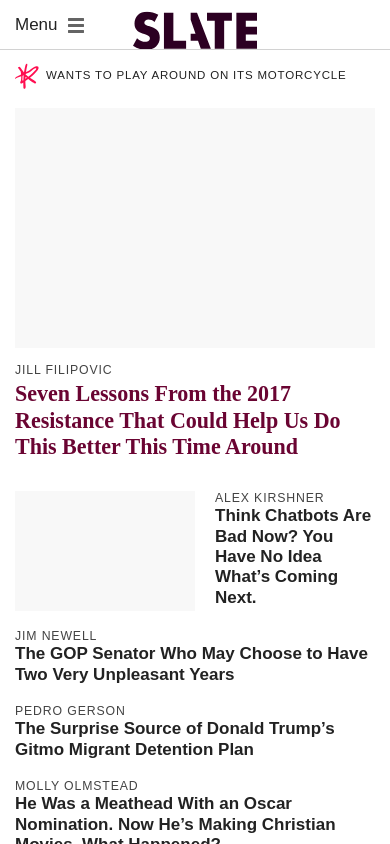 Menu
SLATE
WANTS TO PLAY AROUND ON ITS MOTORCYCLE
JILL FILIPOVIC
Seven Lessons From the 2017
Resistance That Could Help Us Do
This Better This Time Around
ALEX KIRSHNER
Think Chatbots Are
Bad Now? You
Have No Idea
What’s Coming
Next.
JIM NEWELL
The GOP Senator Who May Choose to Have
Two Very Unpleasant Years
PEDRO GERSON
The Surprise Source of Donald Trump’s
Gitmo Migrant Detention Plan
MOLLY OLMSTEAD
He Was a Meathead With an Oscar
Nomination. Now He’s Making Christian
Movies. What Happened?